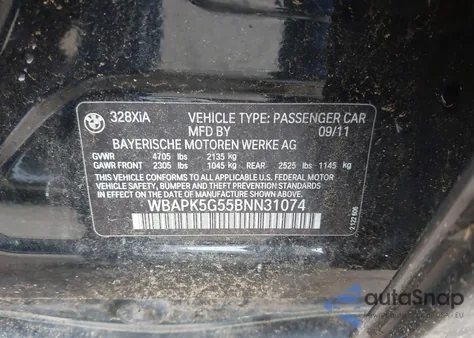 328XiA VEHICLE TYPE: PASSENGER CAR
MFD BY 09/11
BAYERISCHE MOTOREN WERKE AG
GVWR 4705 lbs 2135 kg
GAWR FRONT 2305 lbs 1045 kg REAR 2525 lbs 1145 kg
THIS VEHICLE CONFORMS TO ALL APPLICABLE U.S. FEDERAL MOTOR
VEHICLE SAFETY, BUMPER, AND THEFT PREVENTION STANDARDS
IN EFFECT ON THE DATE OF MANUFACTURE SHOWN ABOVE.
WBAPK5G55BNN31074
autoSnap